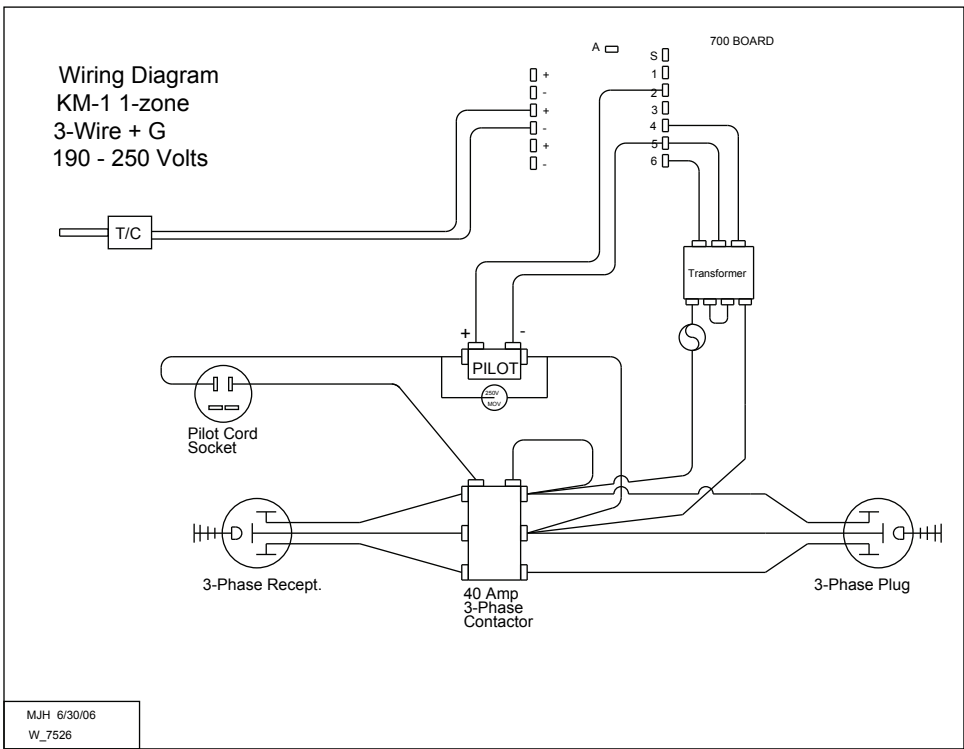 Wiring Diagram
KM-1 1-zone
3-Wire + G
190 - 250 Volts
700 BOARD
A
S
1
2
3
4
5
6
+
-
+
-
+
-
T/C
Transformer
+
-
PILOT
250V
MOV
Pilot Cord
Socket
3-Phase Recept.
40 Amp
3-Phase
Contactor
3-Phase Plug
MJH 6/30/06
W_7526